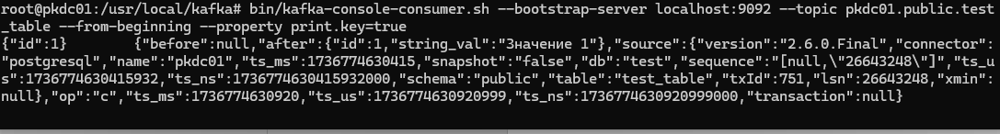 root@pkdc01:/usr/local/kafka# bin/kafka-console-consumer.sh --bootstrap-server localhost:9092 --topic pkdc01.public.test
_table --from-beginning --property print.key=true
{"id":1}        {"before":null,"after":{"id":1,"string_val":"Значение 1"},"source":{"version":"2.6.0.Final","connector":
"postgresql","name":"pkdc01","ts_ms":1736774630415,"snapshot":"false","db":"test","sequence":"[null,\"26643248\"]","ts_u
s":1736774630415932,"ts_ns":1736774630415932000,"schema":"public","table":"test_table","txId":751,"lsn":26643248,"xmin":
null},"op":"c","ts_ms":1736774630920,"ts_us":1736774630920999,"ts_ns":1736774630920999000,"transaction":null}